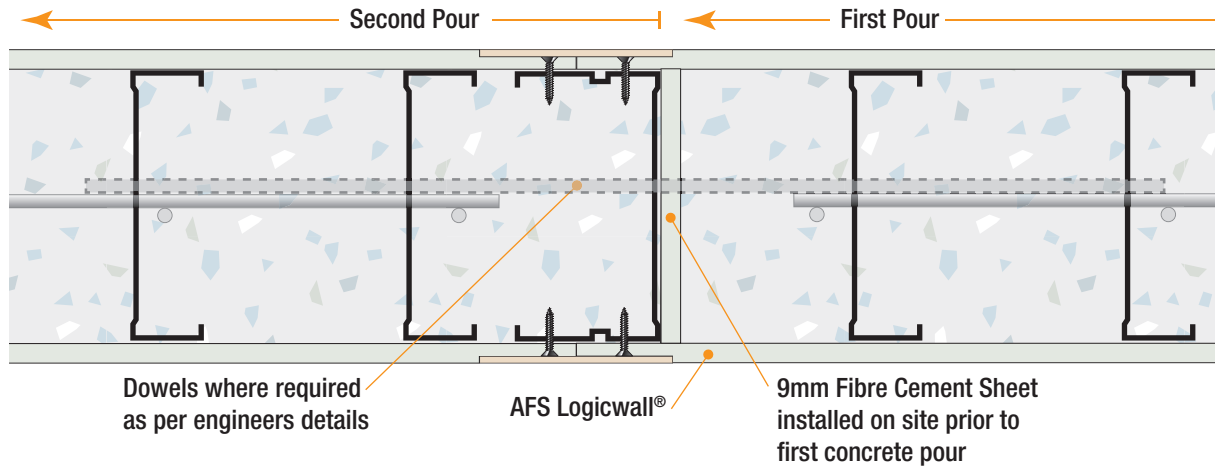 Second Pour
First Pour
Dowels where required
as per engineers details
AFS Logicwall®
9mm Fibre Cement Sheet
installed on site prior to
first concrete pour